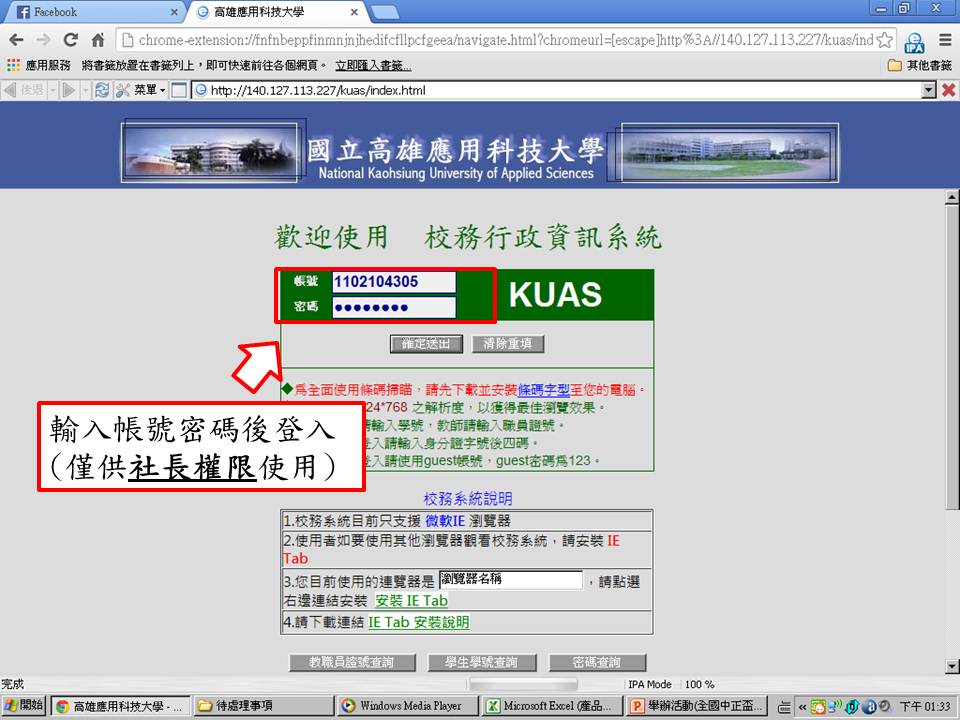 Facebook
高雄應用科技大學
chrome-extension://fnfnbeppfinmnjnjhedifcfllpcfgeea/navigate.html?chromeurl=[escape]http%3A//140.127.113.227/kuas/ind
應用服務 將書籤放置在書籤列上，即可快速前往各個網頁。 立即匯入書籤...
其他書籤
後退 菜單 http://140.127.113.227/kuas/index.html
國立高雄應用科技大學
National Kaohsiung University of Applied Sciences
歡迎使用 校務行政資訊系統
帳號 1102104305
密碼 ●●●●●●●●
KUAS
確定送出 清除重填
◆為全面使用條碼掃瞄，請先下載並安裝條碼字型至您的電腦。
24*768 之解析度，以獲得最佳瀏覽效果。
輸入學號，教師請輸入職員證號。
入請輸入身分證字號後四碼。
入請使用guest帳號，guest密碼為123。
輸入帳號密碼後登入
(僅供社長權限使用)
校務系統說明
1.校務系統目前只支援 微軟IE 瀏覽器
2.使用者如要使用其他瀏覽器觀看校務系統，請安裝 IE
Tab
3.您目前使用的連覽器是 瀏覽器名稱 ，請點選
右邊連結安裝 安裝 IE Tab
4.請下載連結 IE Tab 安裝說明
教職員證號查詢 學生學號查詢 密碼查詢
完成
IPA Mode 100 %
開始 高雄應用科技大學 - ... 待處理事項 Windows Media Player Microsoft Excel (產品... 舉辦活動(全國中正盃... 下午 01:33